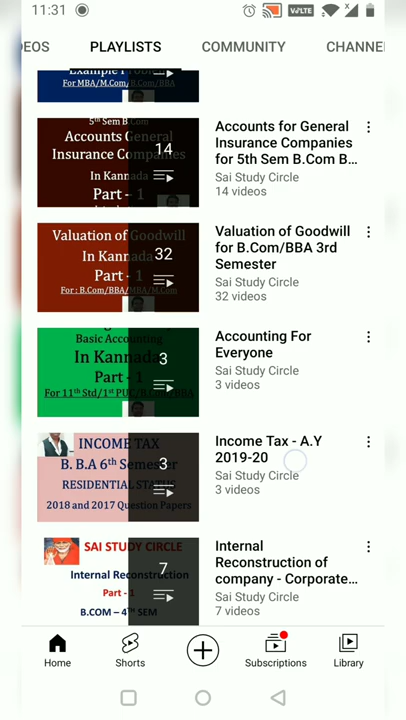 11:31
VoLTE
EOS PLAYLISTS COMMUNITY CHANNE
Example Problem
For MBA/M.Com/B.Com/BBA
5th Sem B.Com
Accounts General
Insurance Companies
In Kannada
Part - 1
14
Accounts for General
Insurance Companies
for 5th Sem B.Com B...
Sai Study Circle
14 videos
Valuation of Goodwill
In Kannada
Part - 1
For : B.Com/BBA/MBA/M.Com
32
Valuation of Goodwill
for B.Com/BBA 3rd
Semester
Sai Study Circle
32 videos
Basic Accounting
In Kannada
Part - 1
For 11th Std/1st PUC/B.Com/BBA
3
Accounting For
Everyone
Sai Study Circle
3 videos
INCOME TAX
B. B.A 6th Semester
RESIDENTIAL STATUS
2018 and 2017 Question Papers
3
Income Tax - A.Y
2019-20
Sai Study Circle
3 videos
SAI STUDY CIRCLE
Internal Reconstruction
Part - 1
B.COM – 4TH SEM
7
Internal
Reconstruction of
company - Corporate...
Sai Study Circle
7 videos
Home Shorts Subscriptions Library